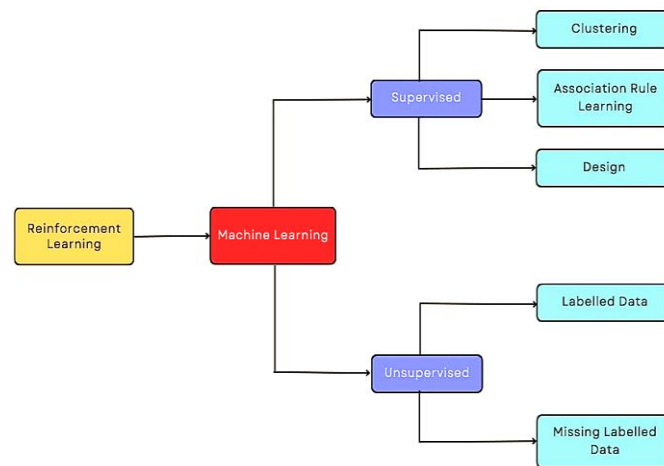 Clustering
Supervised
Association Rule
Learning
Design
Reinforcement
Learning
Machine Learning
Labelled Data
Unsupervised
Missing Labelled
Data